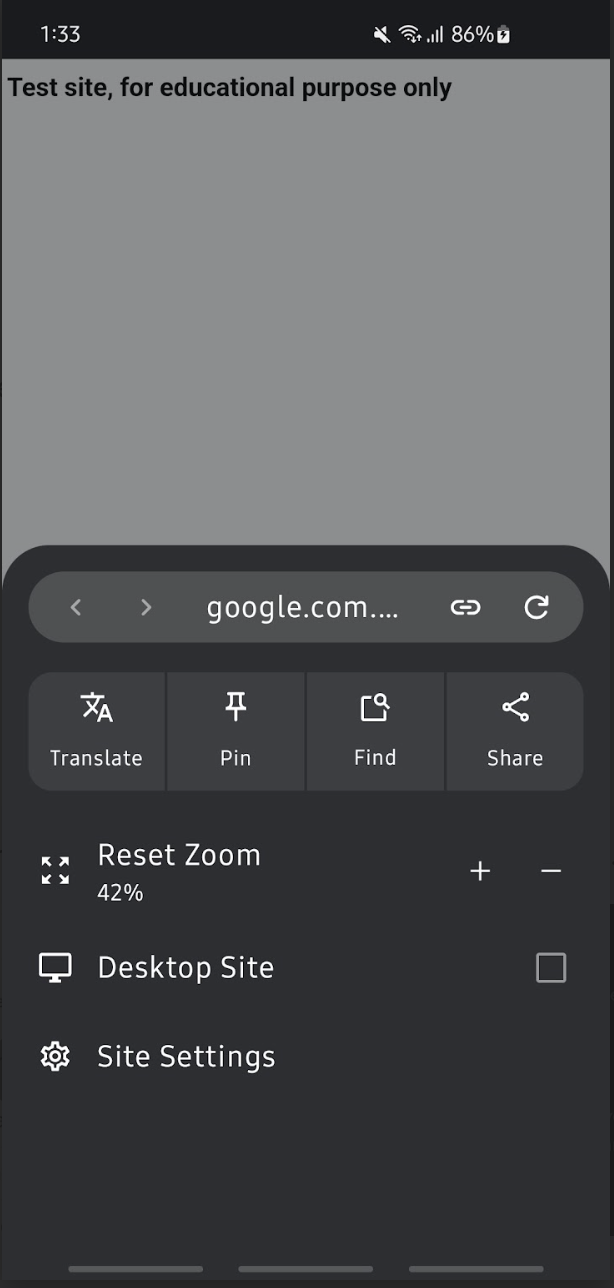 1:33
86%
Test site, for educational purpose only
google.com....
Translate
Pin
Find
Share
Reset Zoom
42%
Desktop Site
Site Settings